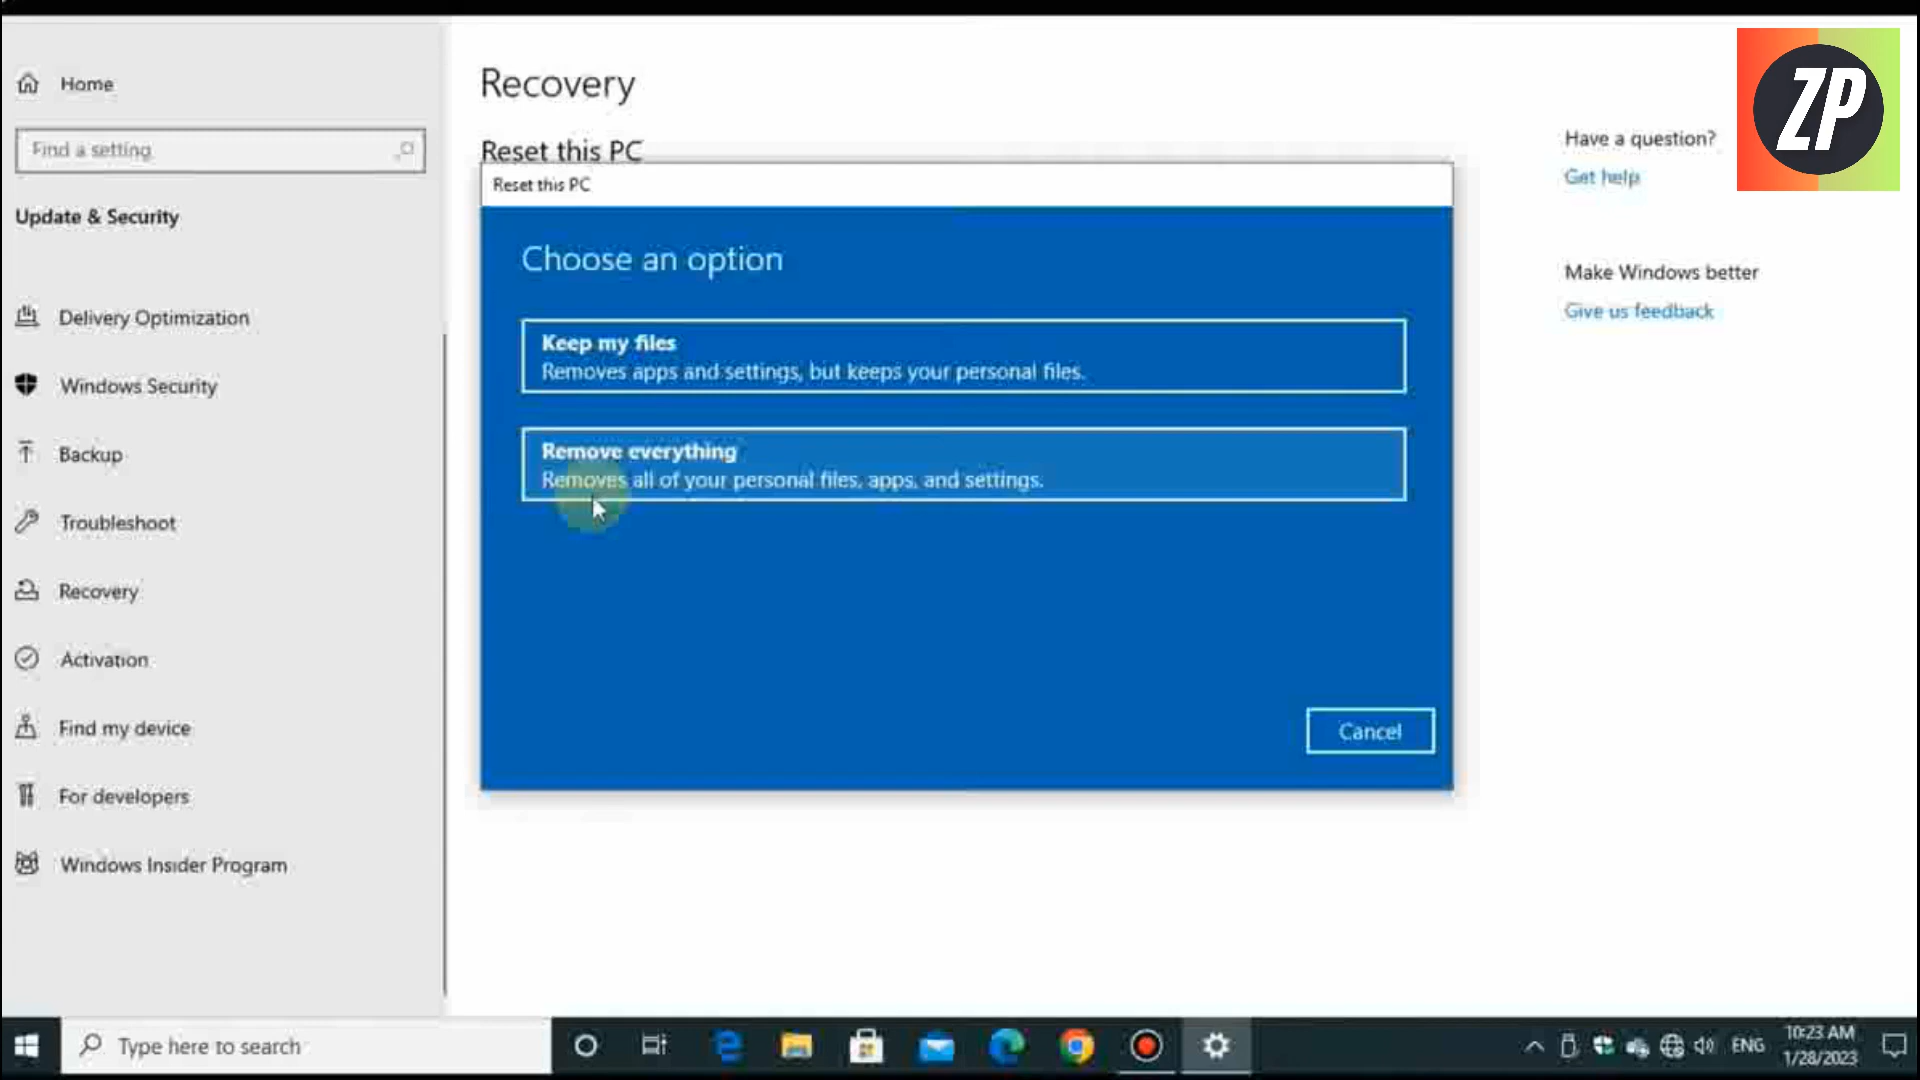 Home
Find a setting
Update & Security
Delivery Optimization
Windows Security
Backup
Troubleshoot
Recovery
Activation
Find my device
For developers
Windows Insider Program
Recovery
Reset this PC
Reset this PC
Choose an option
Keep my files
Removes apps and settings, but keeps your personal files.
Remove everything
Removes all of your personal files, apps, and settings.
Cancel
Have a question?
Get help
Make Windows better
Give us feedback
ZP
Type here to search
ENG
10:23 AM
1/28/2023